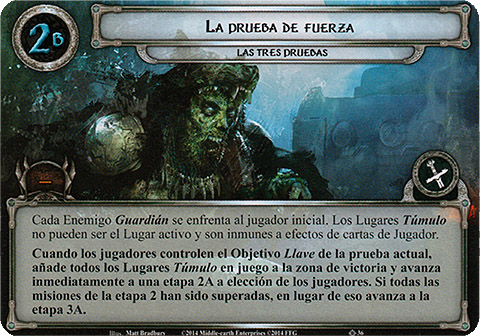 2B
La prueba de fuerza
las tres pruebas
Cada Enemigo Guardián se enfrenta al jugador inicial. Los Lugares Túmulo
no pueden ser el Lugar activo y son inmunes a efectos de cartas de Jugador.
Cuando los jugadores controlen el Objetivo Llave de la prueba actual,
añade todos los Lugares Túmulo en juego a la zona de victoria y avanza
inmediatamente a una etapa 2A a elección de los jugadores. Si todas las
misiones de la etapa 2 han sido superadas, en lugar de eso avanza a la
etapa 3A.
Illus. Matt Bradbury ©2014 Middle-earth Enterprises ©2014 FFG 36